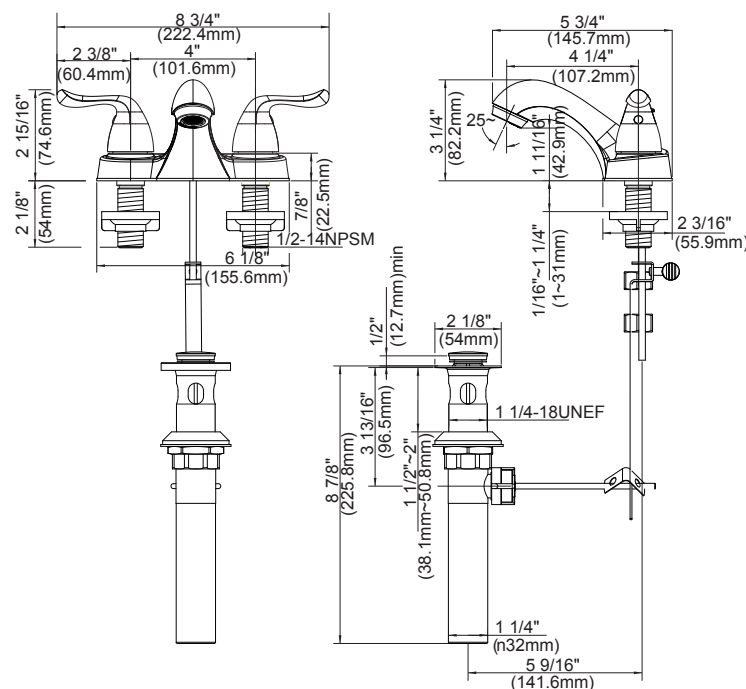 8 3/4"
(222.4mm)
2 3/8"
(60.4mm)
4"
(101.6mm)
2 15/16"
(74.6mm)
2 1/8"
(54mm)
7/8"
(22.5mm)
1/2-14NPSM
6 1/8"
(155.6mm)
5 3/4"
(145.7mm)
4 1/4"
(107.2mm)
3 1/4"
(82.2mm)
25~
1 11/16"
(42.9mm)
2 3/16"
(55.9mm)
1/16"~1 1/4"
(1~31mm)
1/2"
(12.7mm)min
2 1/8"
(54mm)
1 1/4-18UNEF
3 13/16"
(96.5mm)
1 1/2"~2"
(38.1mm~50.8mm)
8 7/8"
(225.8mm)
1 1/4"
(n32mm)
5 9/16"
(141.6mm)